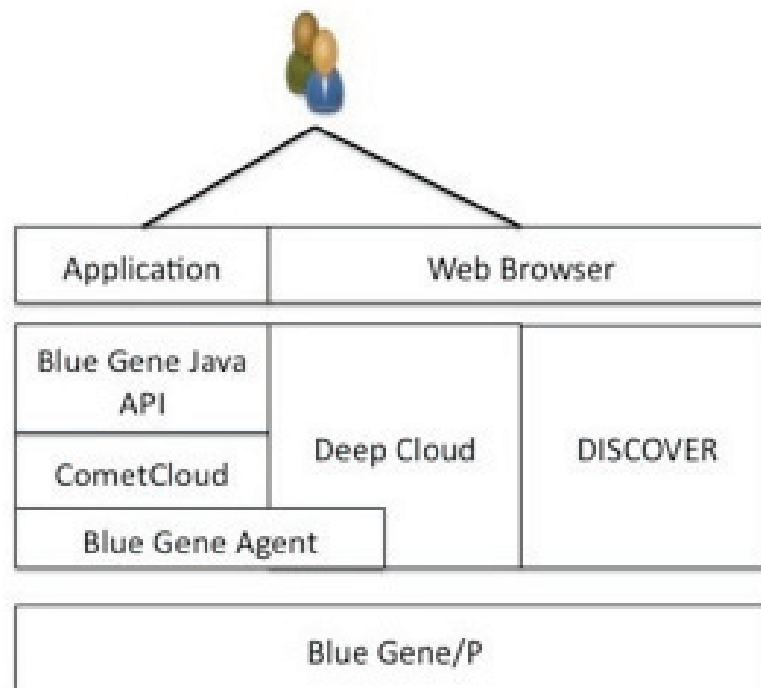 Application
Web Browser
Blue Gene Java
API
CometCloud
Deep Cloud
DISCOVER
Blue Gene Agent
Blue Gene/P